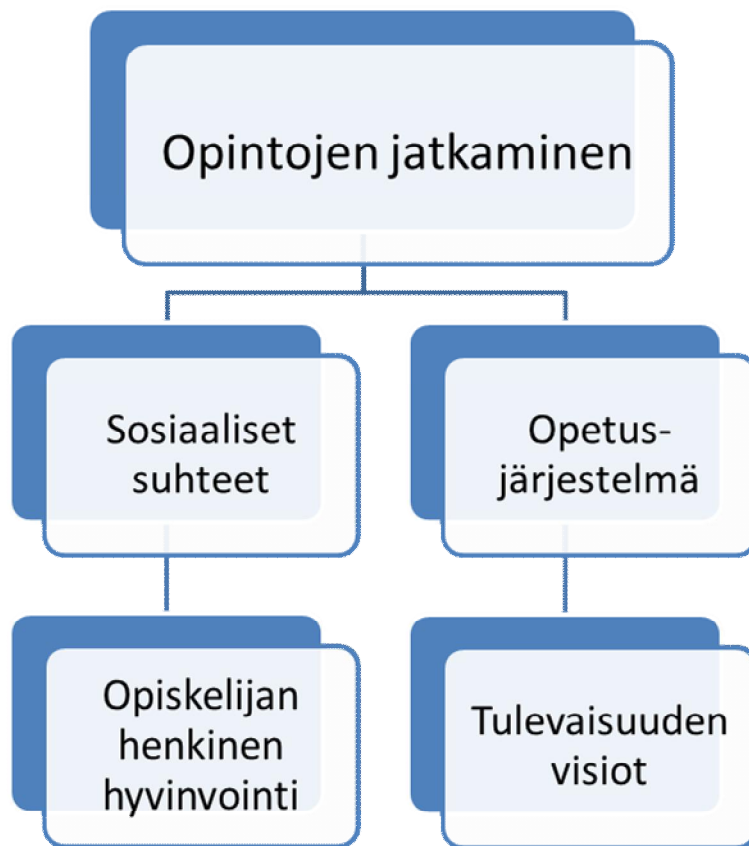 Opintojen jatkaminen
Sosiaaliset
suhteet
Opetus-
järjestelmä
Opiskelijan
henkinen
hyvinvointi
Tulevaisuuden
visiot